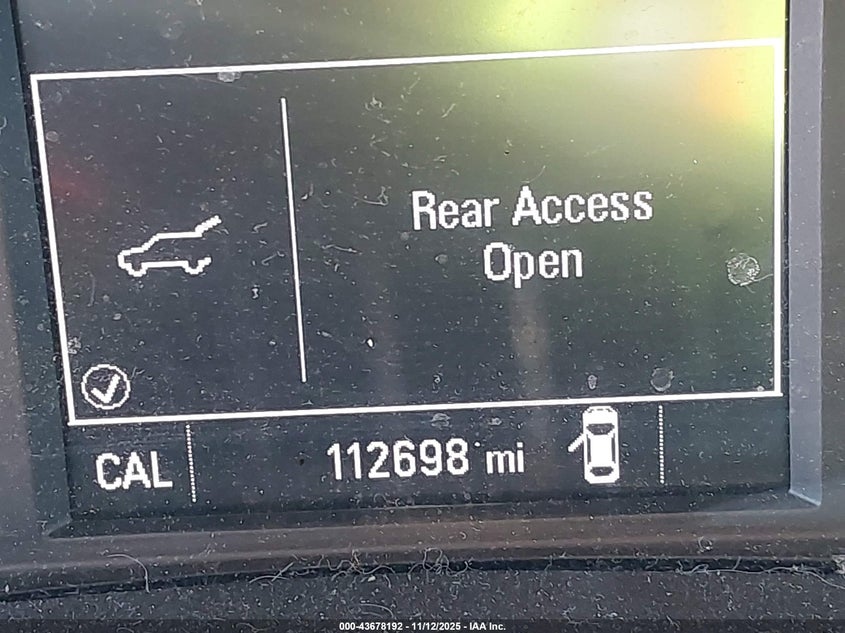 Rear Access
Open
CAL
112698 mi
000-43678192 - 11/12/2025 - IAA Inc.